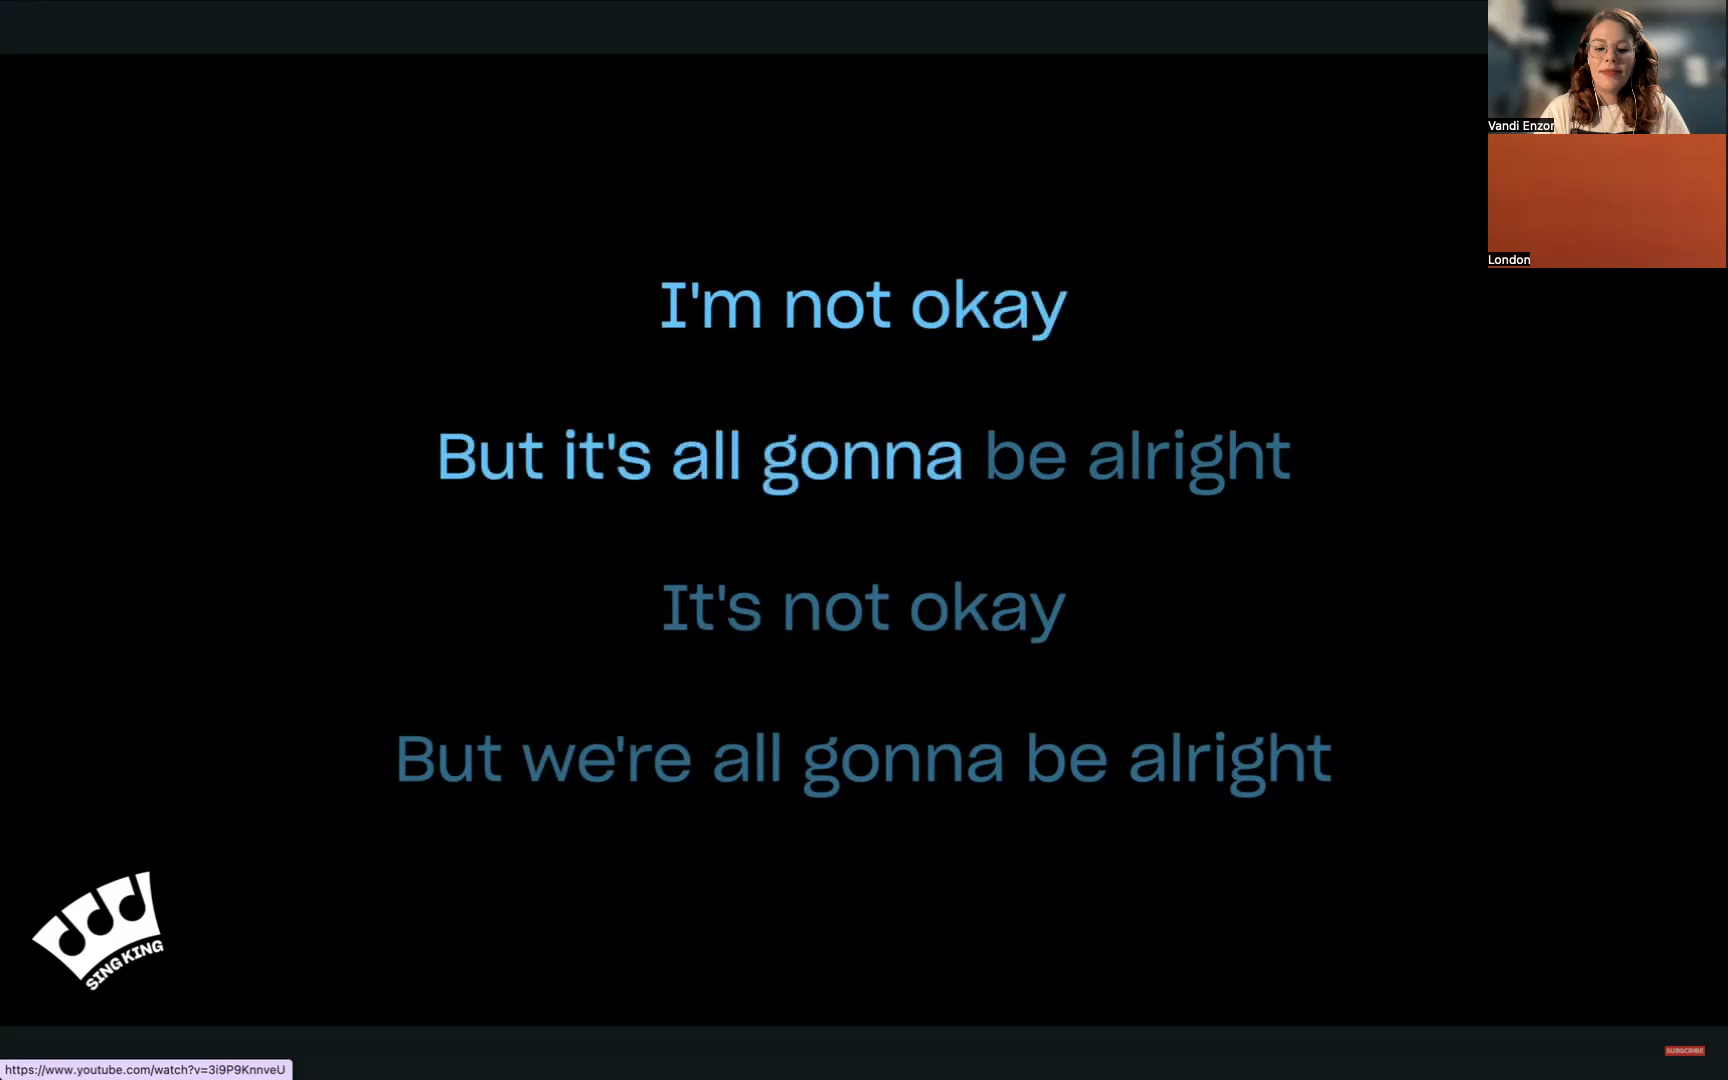 Vandi Enzor
London
I'm not okay
But it's all gonna be alright
It's not okay
But we're all gonna be alright
SING KING
SUBSCRIBE
https://www.youtube.com/watch?v=3i9P9KnnveU